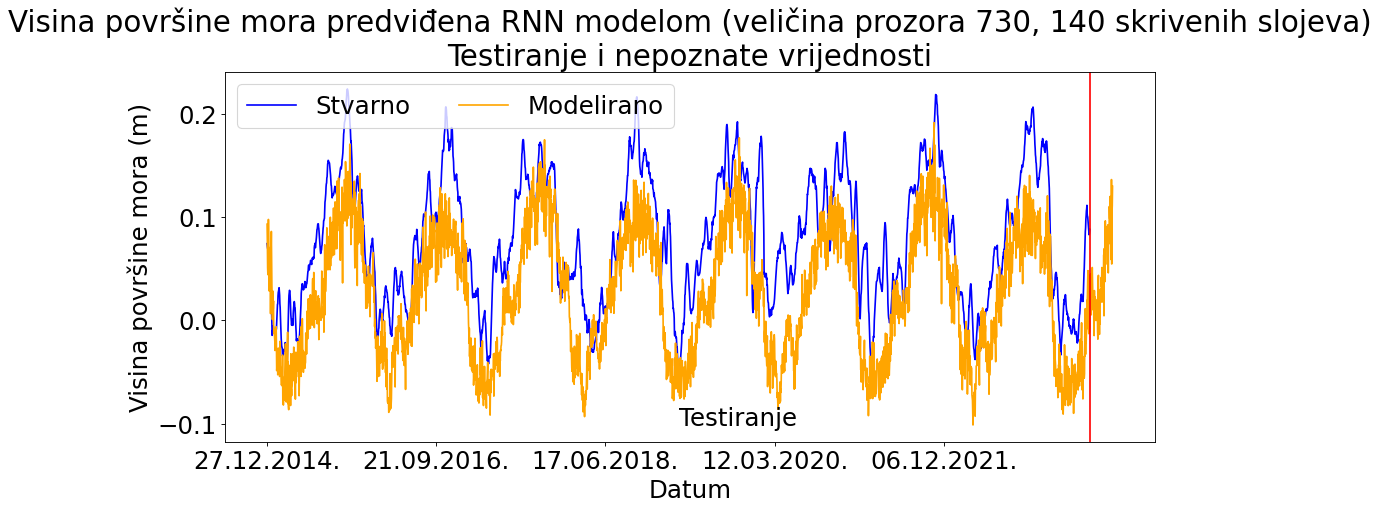 Visina površine mora predviđena RNN modelom (veličina prozora 730, 140 skrivenih slojeva)
Testiranje i nepoznate vrijednosti
Stvarno Modelirano
Visina površine mora (m)
0.2
0.1
0.0
−0.1
Testiranje
27.12.2014. 21.09.2016. 17.06.2018. 12.03.2020. 06.12.2021.
Datum